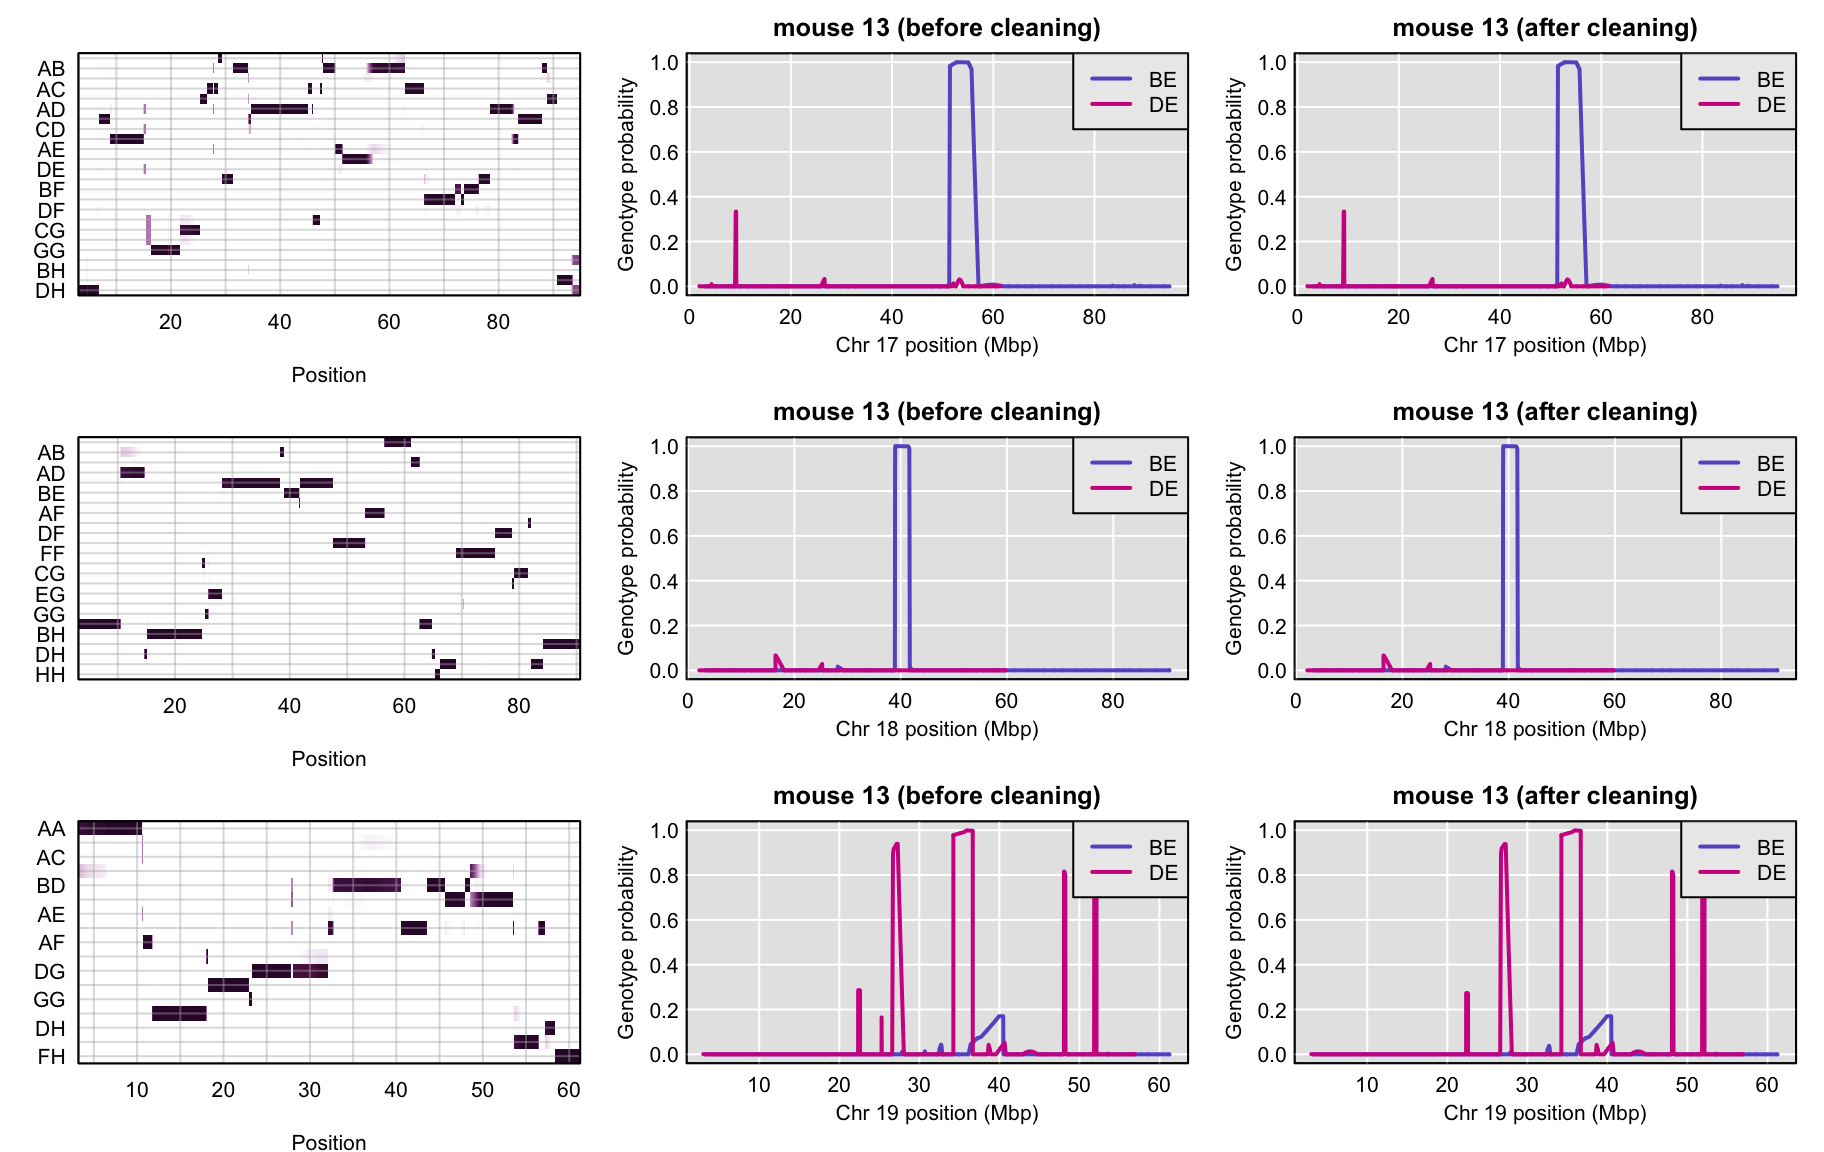 mouse 13 (before cleaning)
mouse 13 (after cleaning)
AB
AC
AD
CD
AE
DE
BF
DF
CG
GG
BH
DH
20 40 60 80
Position
Genotype probability
1.0
0.8
0.6
0.4
0.2
0.0
BE
DE
0 20 40 60 80
Chr 17 position (Mbp)
Genotype probability
1.0
0.8
0.6
0.4
0.2
0.0
BE
DE
0 20 40 60 80
Chr 17 position (Mbp)
mouse 13 (before cleaning)
mouse 13 (after cleaning)
AB
AD
BE
AF
DF
FF
CG
EG
GG
BH
DH
HH
20 40 60 80
Position
Genotype probability
1.0
0.8
0.6
0.4
0.2
0.0
BE
DE
0 20 40 60 80
Chr 18 position (Mbp)
Genotype probability
1.0
0.8
0.6
0.4
0.2
0.0
BE
DE
0 20 40 60 80
Chr 18 position (Mbp)
mouse 13 (before cleaning)
mouse 13 (after cleaning)
AA
AC
BD
AE
AF
DG
GG
DH
FH
10 20 30 40 50 60
Position
Genotype probability
1.0
0.8
0.6
0.4
0.2
0.0
BE
DE
10 20 30 40 50 60
Chr 19 position (Mbp)
Genotype probability
1.0
0.8
0.6
0.4
0.2
0.0
BE
DE
10 20 30 40 50 60
Chr 19 position (Mbp)